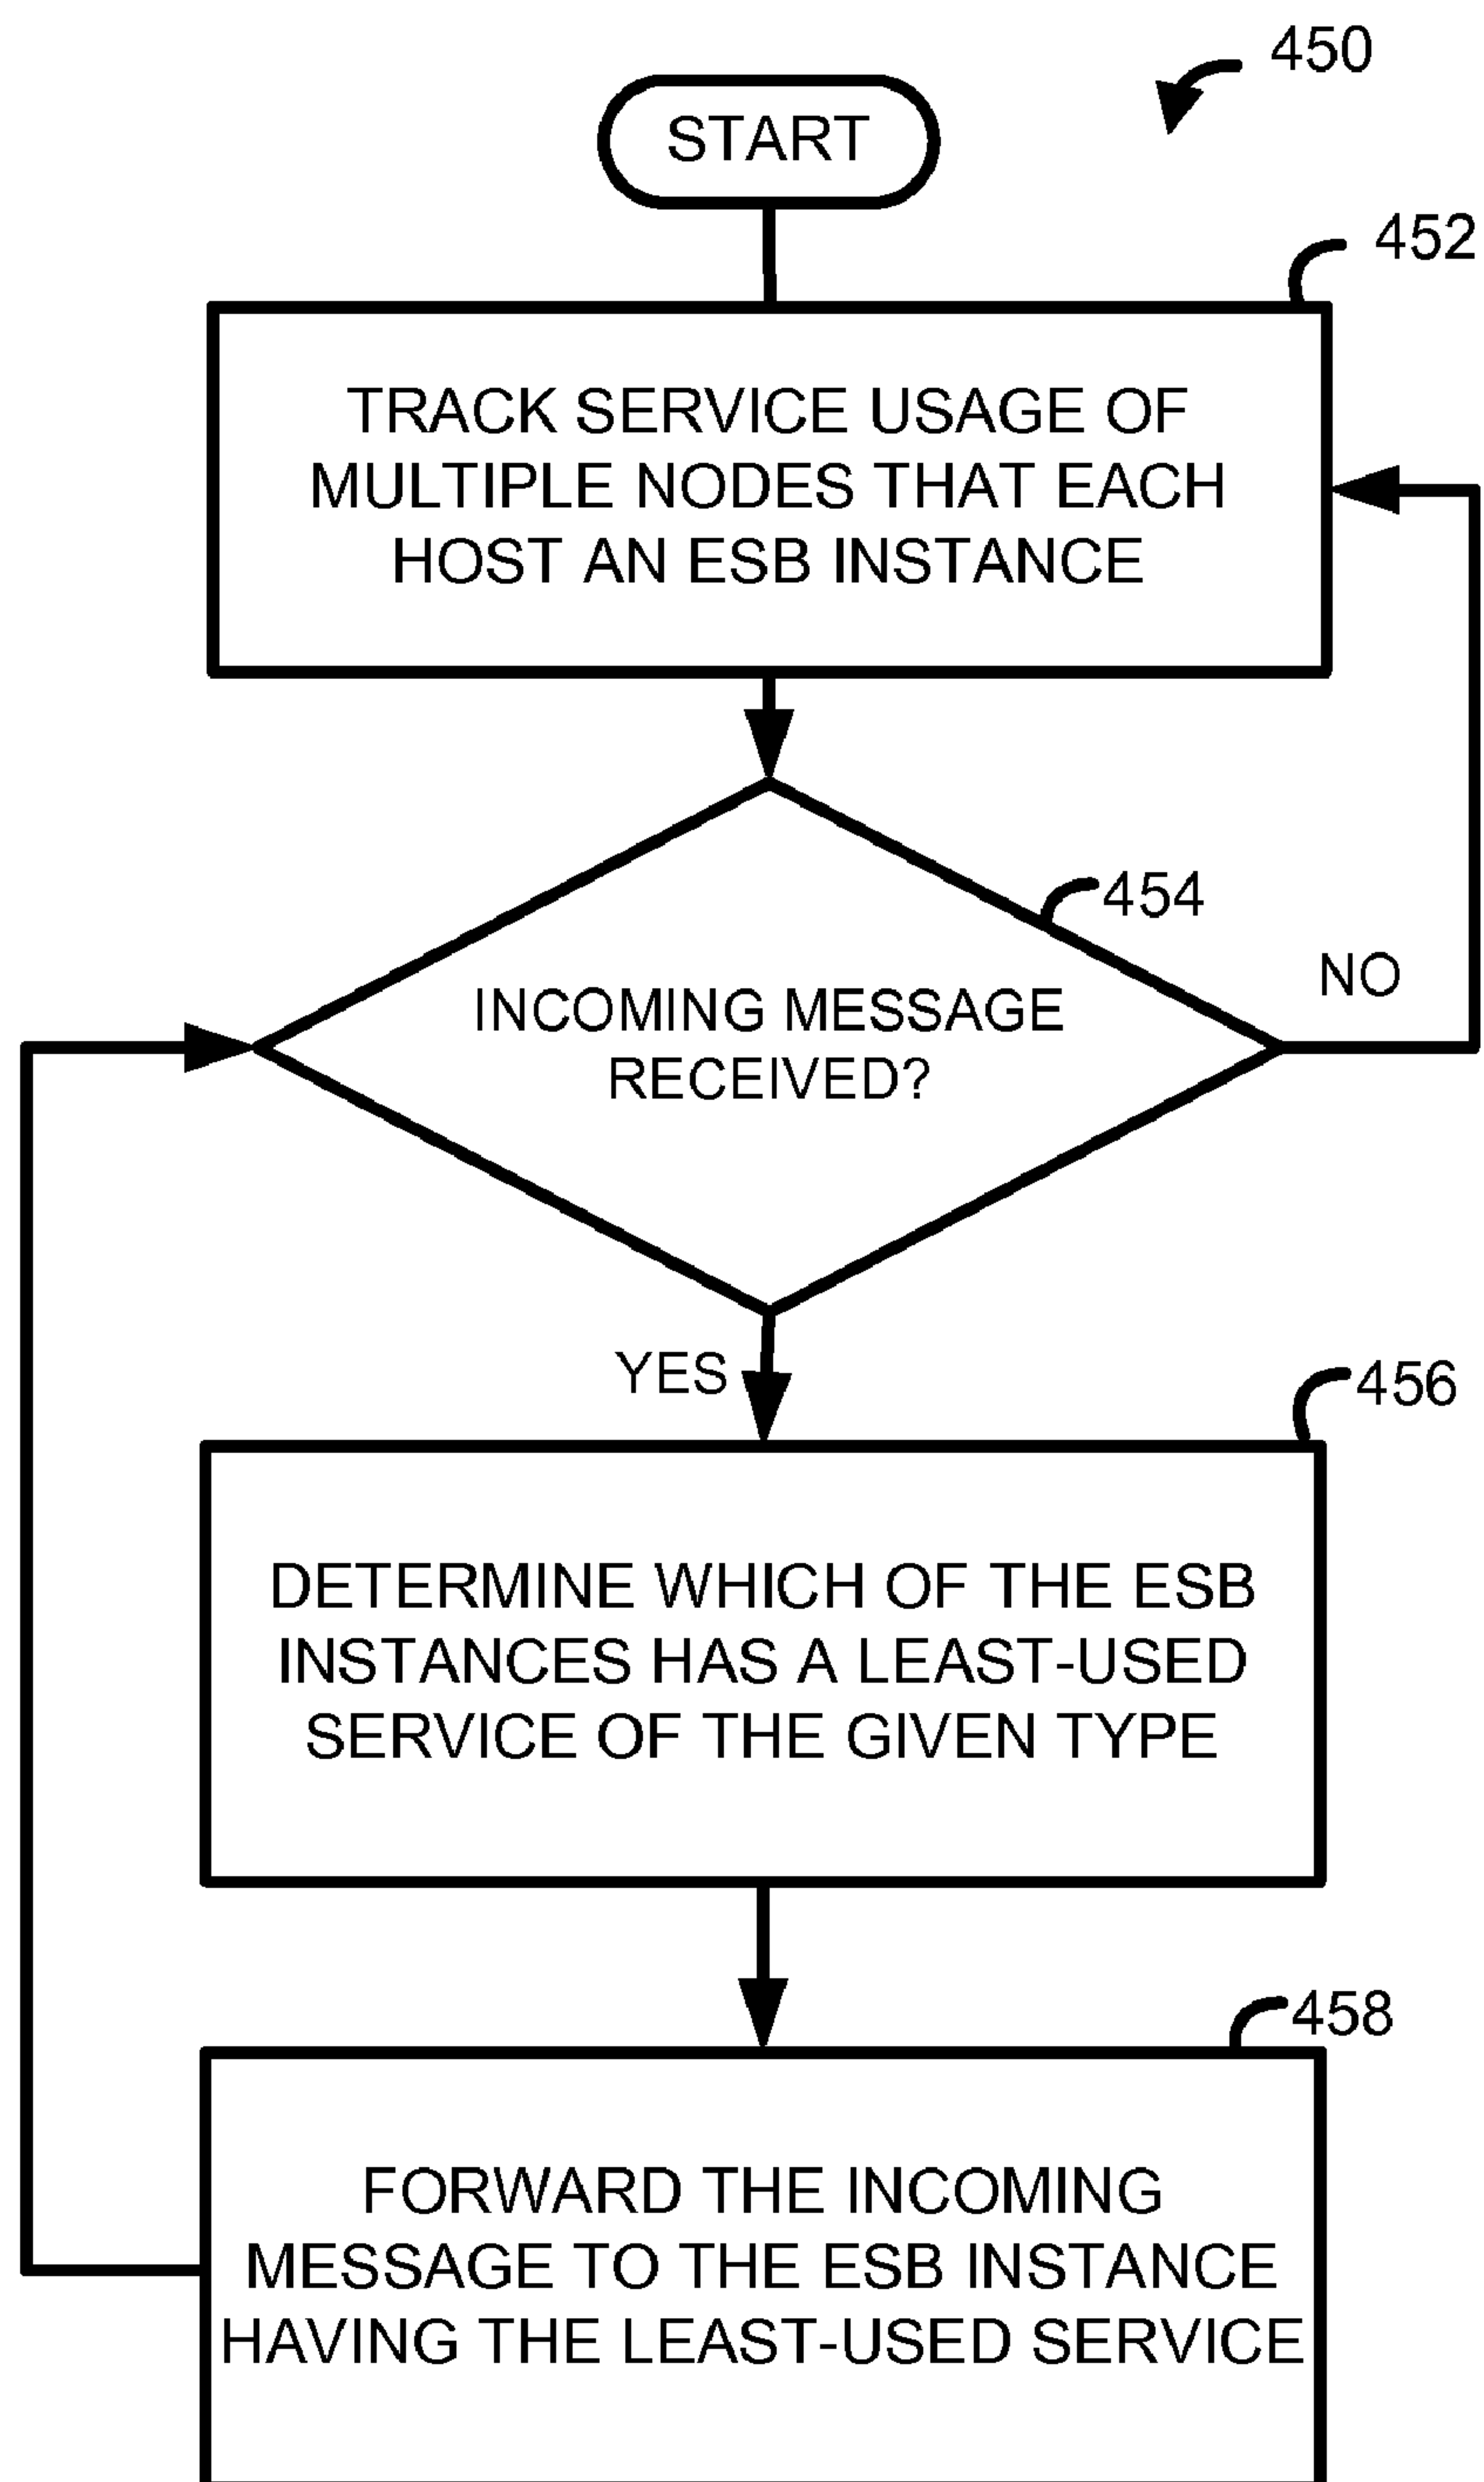 450
START
452
TRACK SERVICE USAGE OF
MULTIPLE NODES THAT EACH
HOST AN ESB INSTANCE
454
NO
INCOMING MESSAGE
RECEIVED?
YES
456
DETERMINE WHICH OF THE ESB
INSTANCES HAS A LEAST-USED
SERVICE OF THE GIVEN TYPE
458
FORWARD THE INCOMING
MESSAGE TO THE ESB INSTANCE
HAVING THE LEAST-USED SERVICE